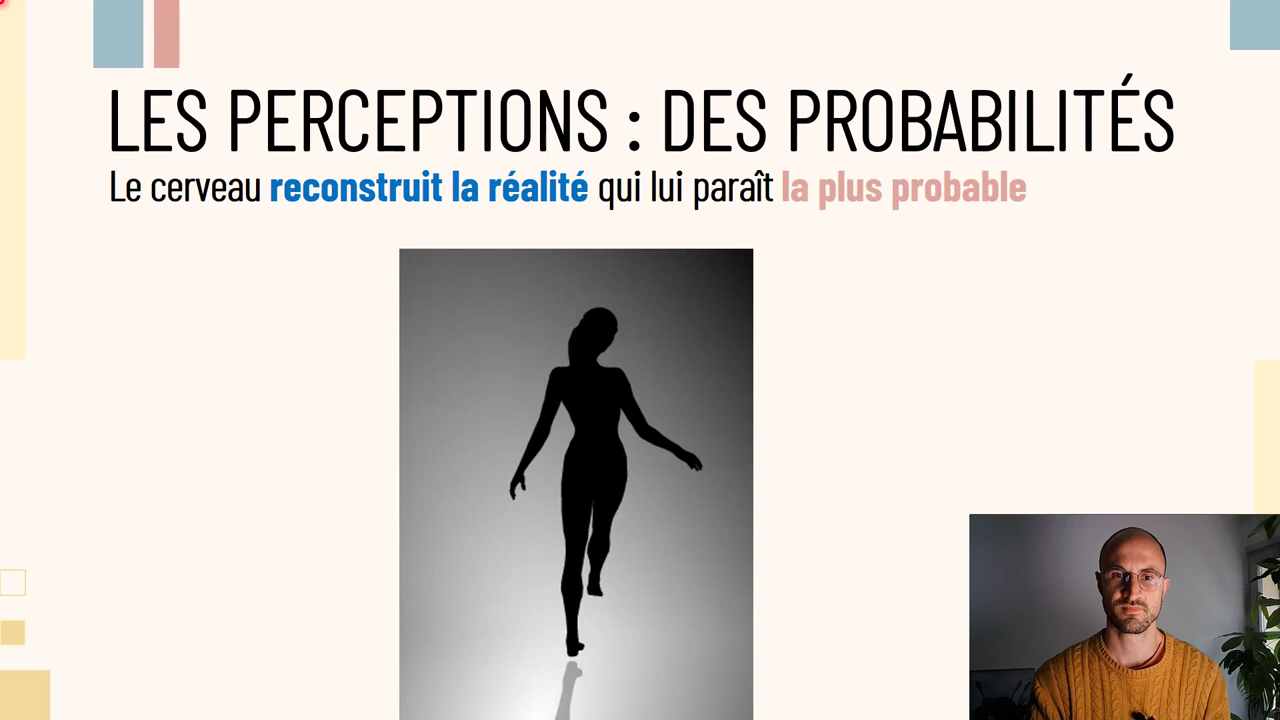 LES PERCEPTIONS : DES PROBABILITÉS
Le cerveau reconstruit la réalité qui lui paraît la plus probable